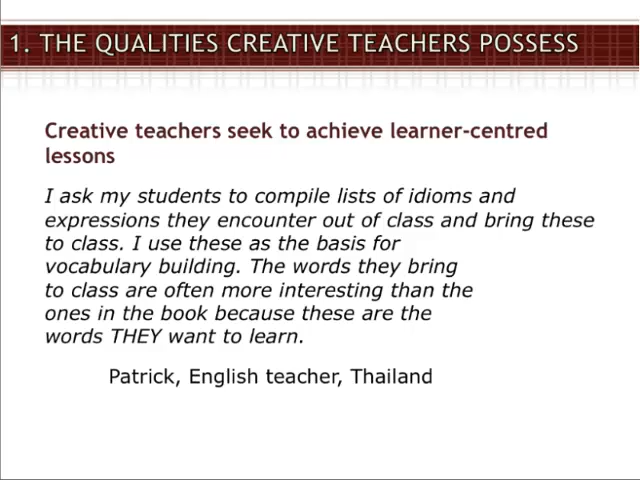 1. THE QUALITIES CREATIVE TEACHERS POSSESS
Creative teachers seek to achieve learner-centred
lessons
I ask my students to compile lists of idioms and
expressions they encounter out of class and bring these
to class. I use these as the basis for
vocabulary building. The words they bring
to class are often more interesting than the
ones in the book because these are the
words THEY want to learn.
Patrick, English teacher, Thailand